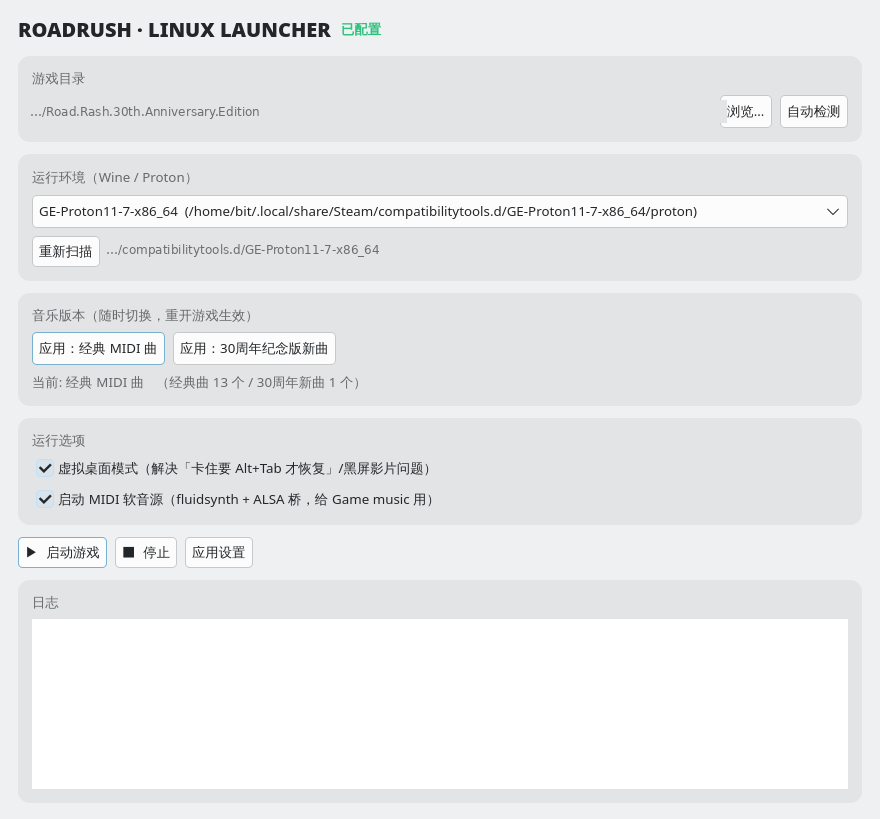 ROADRUSH · LINUX LAUNCHER 已配置
游戏目录
.../Road.Rash.30th.Anniversary.Edition 浏览... 自动检测
运行环境（Wine / Proton）
GE-Proton11-7-x86_64 (/home/bit/.local/share/Steam/compatibilitytools.d/GE-Proton11-7-x86_64/proton)
重新扫描 .../compatibilitytools.d/GE-Proton11-7-x86_64
音乐版本（随时切换，重开游戏生效）
应用：经典 MIDI 曲 应用：30周年纪念版新曲
当前: 经典 MIDI 曲 （经典曲 13 个 / 30周年新曲 1 个）
运行选项
虚拟桌面模式（解决「卡住要 Alt+Tab 才恢复」/黑屏影片问题）
启动 MIDI 软音源（fluidsynth + ALSA 桥，给 Game music 用）
启动游戏 停止 应用设置
日志